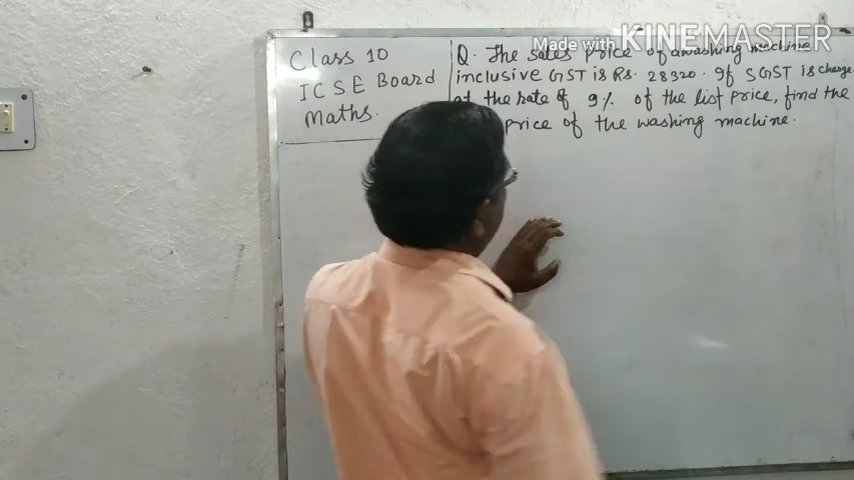 Made with KINEMASTER
Class 10
ICSE Board
Maths.
Q. The sales price of a washing machine
inclusive GST is Rs. 28320. If SGST is charge
at the rate of 9% of the list price, find the
price of the washing machine.